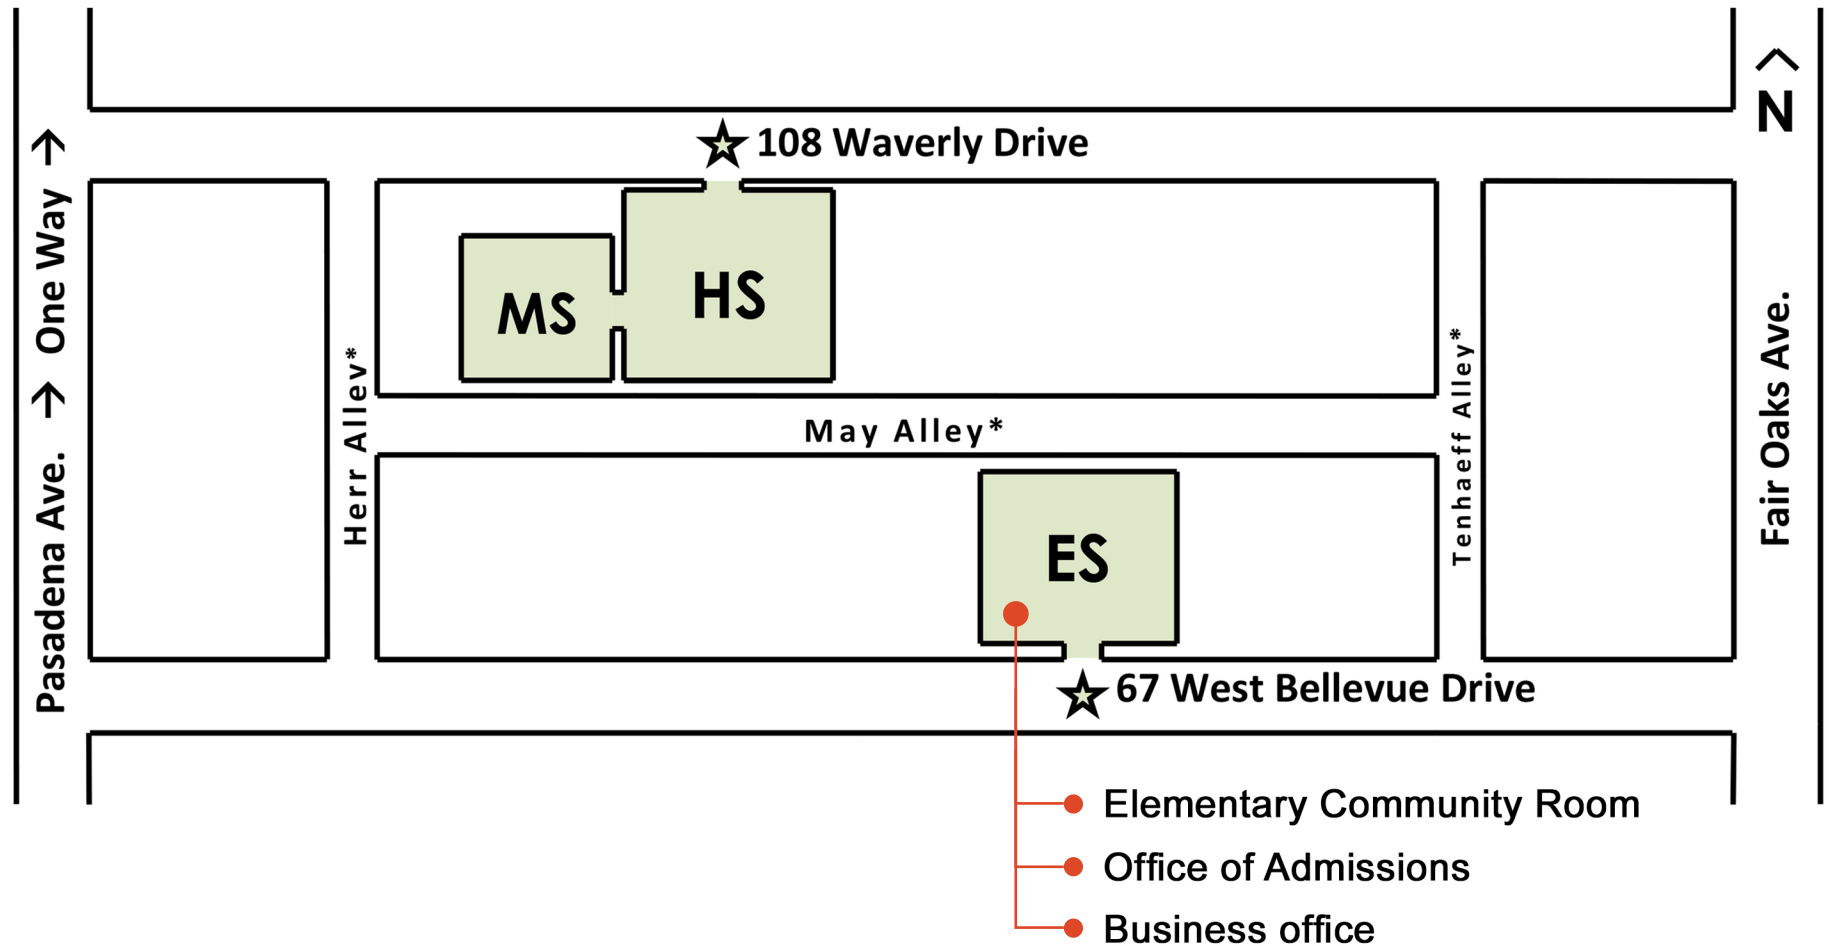 N
108 Waverly Drive
Pasadena Ave. → → One Way →
MS
HS
Herr Allev*
Tenhaeff Alley*
Fair Oaks Ave.
May Alley*
ES
67 West Bellevue Drive
Elementary Community Room
Office of Admissions
Business office